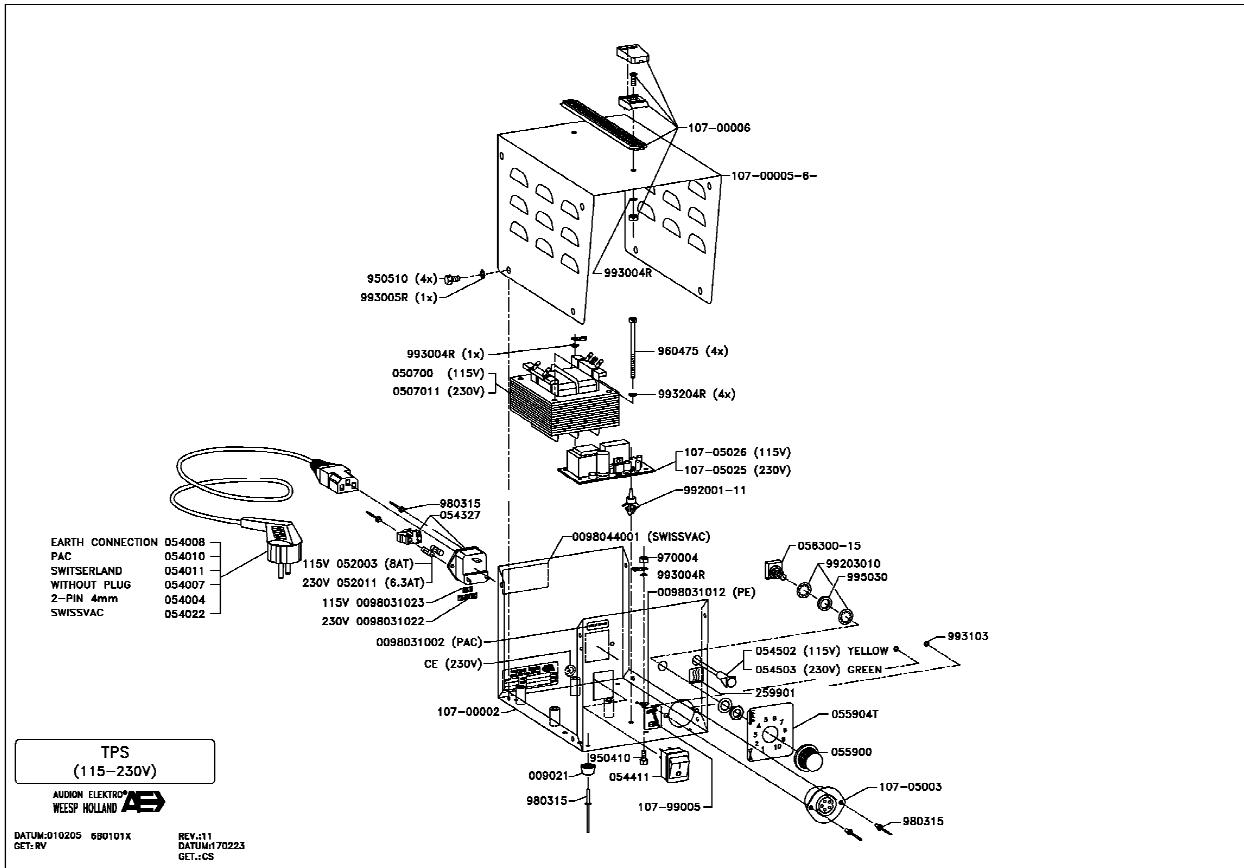 107-00006
107-00005-6-
993004R
950510 (4x)
993005R (1x)
993004R (1x)
960475 (4x)
050700 (115V)
0507011 (230V)
993204R (4x)
107-05026 (115V)
107-05025 (230V)
992001-11
980315
054327
0098044001 (SWISSVAC)
EARTH CONNECTION 054008
PAC 054010
SWITSERLAND 054011
WITHOUT PLUG 054007
2-PIN 4mm 054004
SWISSVAC 054022
115V 052003 (8AT)
230V 052011 (6.3AT)
115V 0098031023
230V 0098031022
970004
993004R
0098031012 (PE)
056300-15
99203010
995030
0098031002 (PAC)
CE (230V)
993103
054502 (115V) YELLOW
054503 (230V) GREEN
259901
107-00002
055904T
055900
950410
009021
054411
107-05003
980315
107-99005
980315
TPS
(115-230V)
AUDION ELEKTRO®
WEESP HOLLAND AE
DATUM:010205 6B0101X REV.:11
GET:RV DATUM:170223
GET.:CS